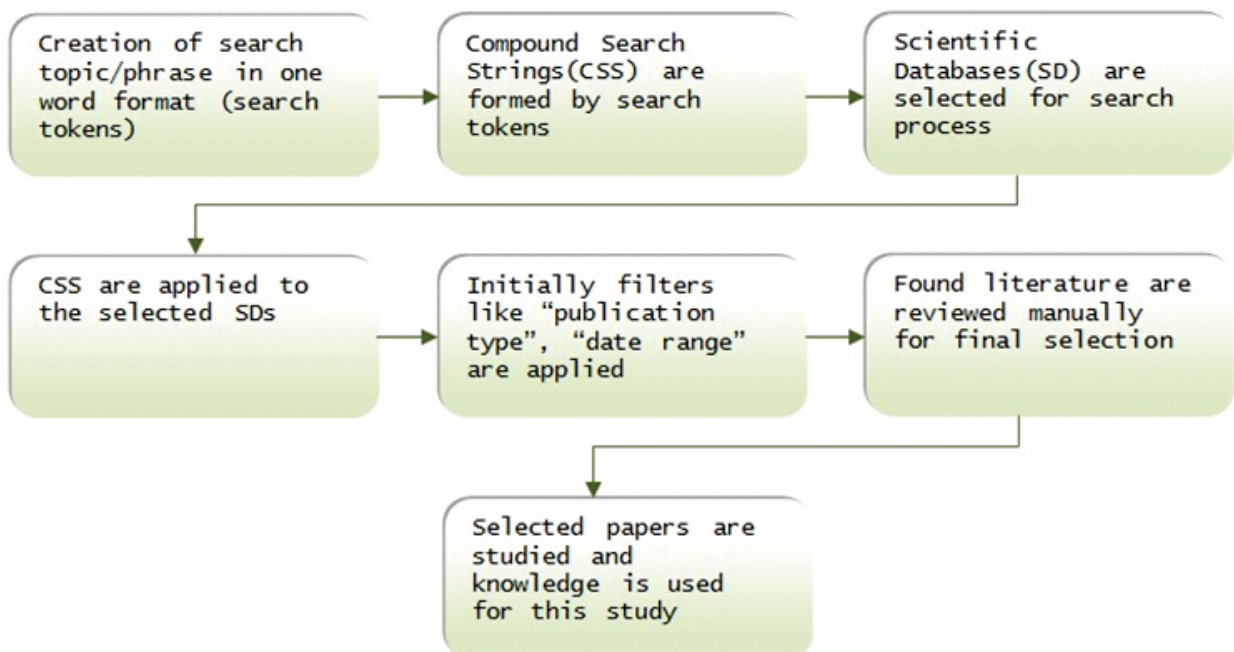 Creation of search
topic/phrase in one
word format (search
tokens)
Compound Search
Strings(CSS) are
formed by search
tokens
Scientific
Databases(SD) are
selected for search
process
CSS are applied to
the selected SDs
Initially filters
like “publication
type”, “date range”
are applied
Found literature are
reviewed manually
for final selection
Selected papers are
studied and
knowledge is used
for this study